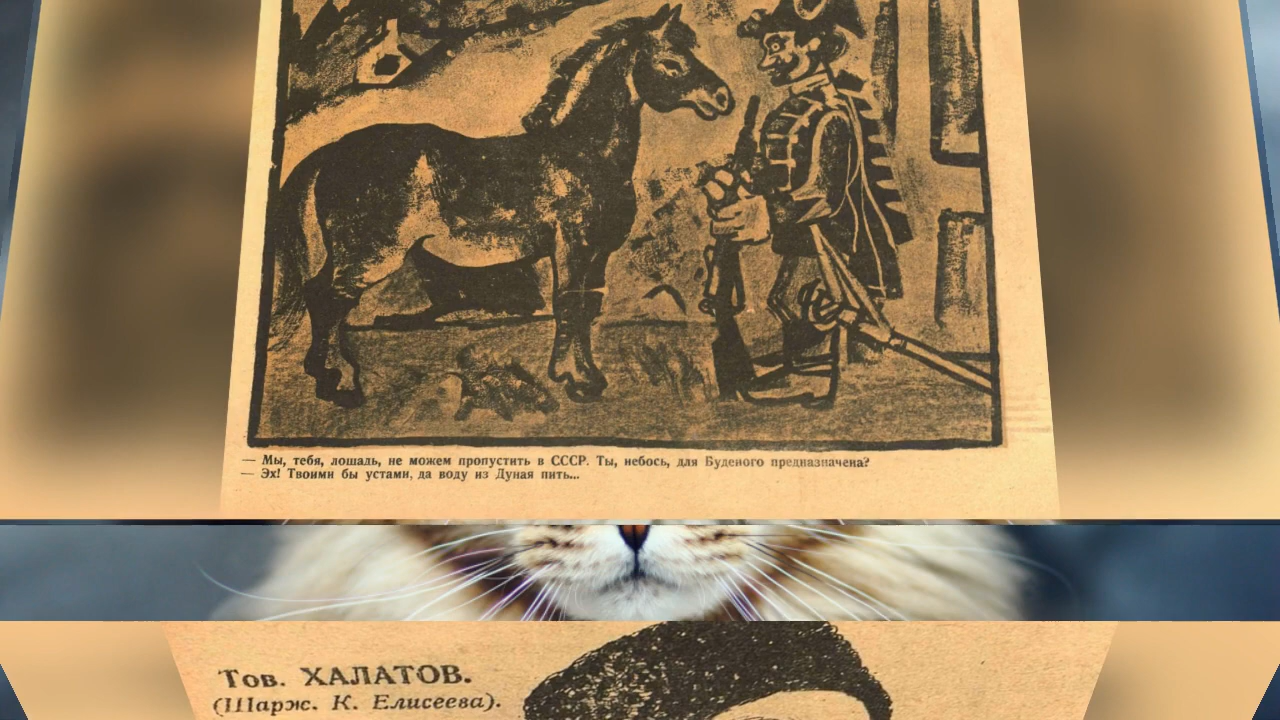 — Мы, тебя, лошадь, не можем пропустить в СССР. Ты, небось, для Буденого предназначена?
— Эх! Твоими бы устами, да воду из Дуная пить...
Тов. ХАЛАТОВ.
(Шарж. К. Елисеева).